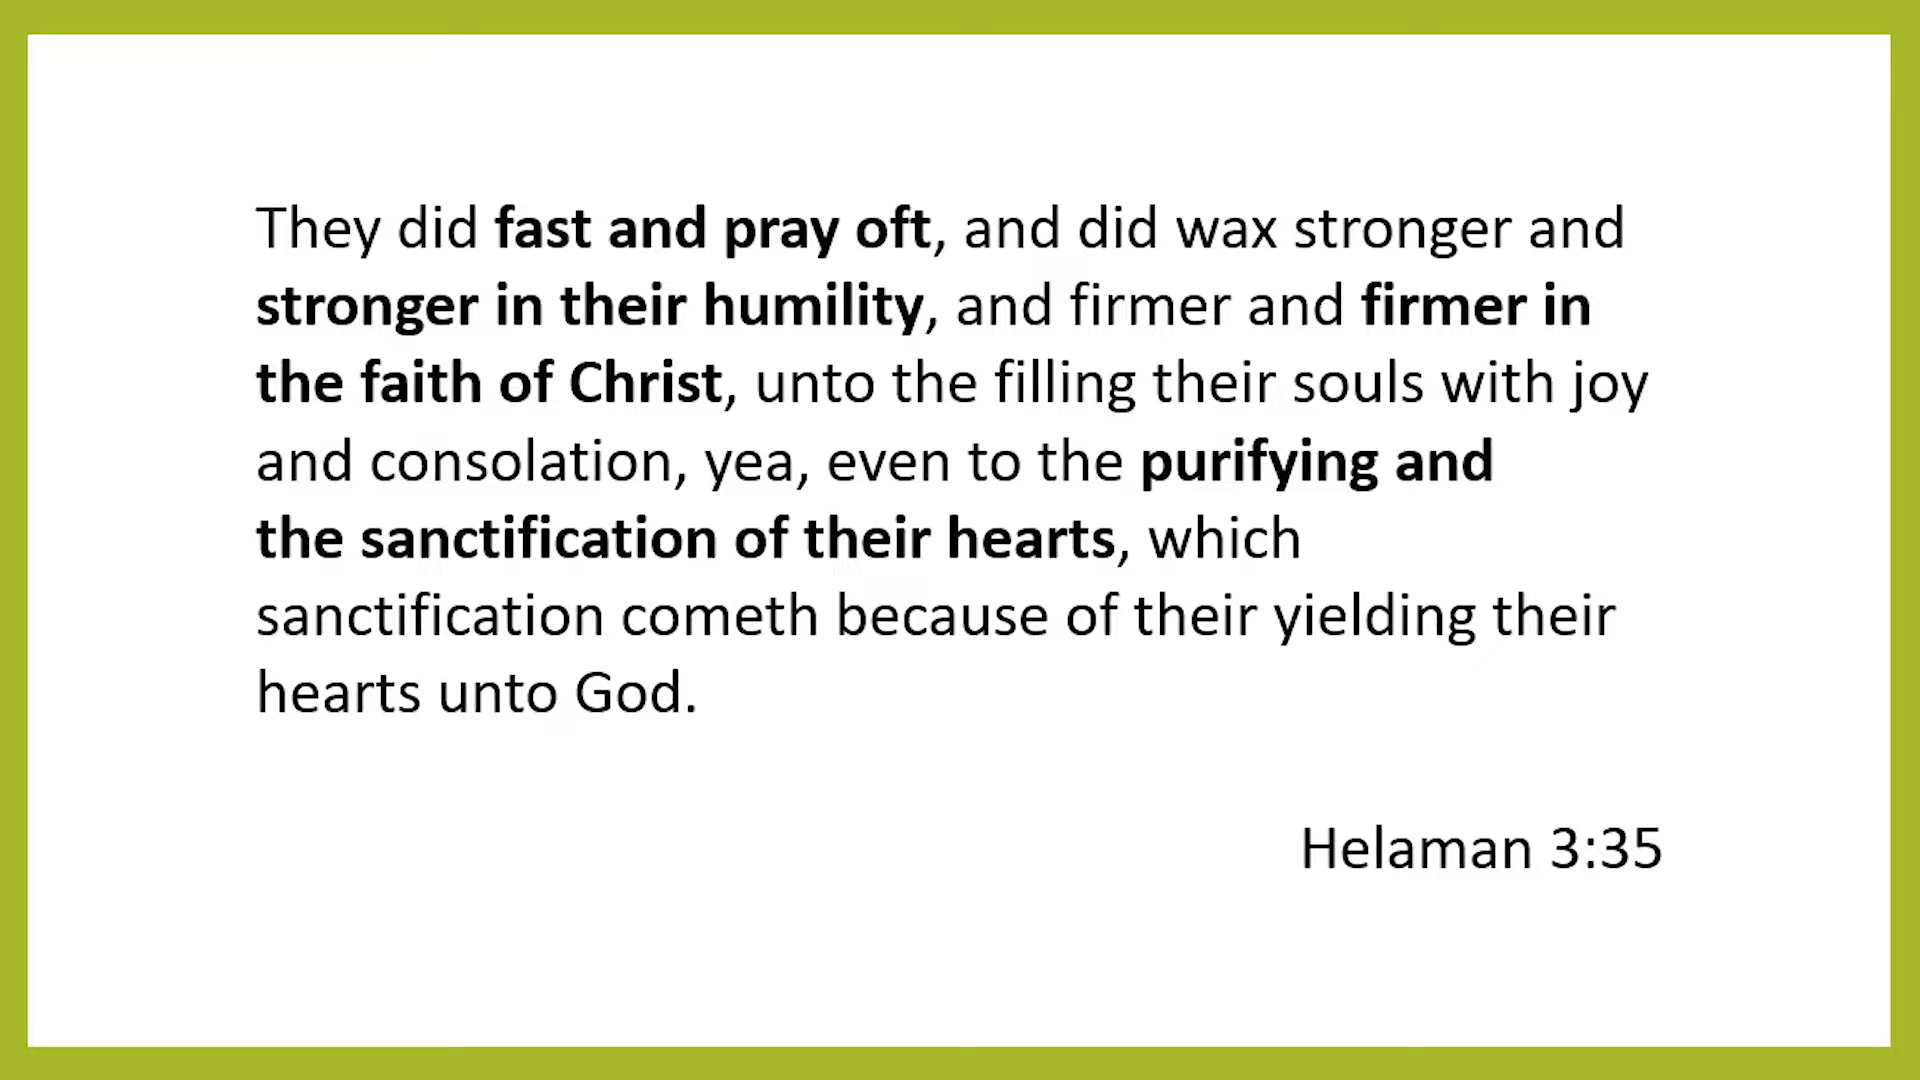 They did fast and pray oft, and did wax stronger and
stronger in their humility, and firmer and firmer in
the faith of Christ, unto the filling their souls with joy
and consolation, yea, even to the purifying and
the sanctification of their hearts, which
sanctification cometh because of their yielding their
hearts unto God.
Helaman 3:35